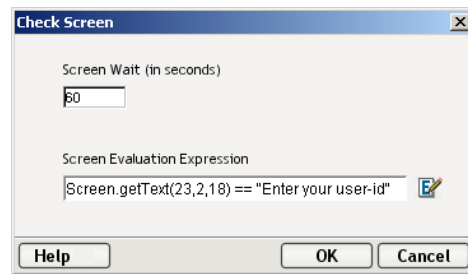 Check Screen
Screen Wait (in seconds)
60
Screen Evaluation Expression
Screen.getText(23,2,18) == "Enter your user-id"
Help OK Cancel